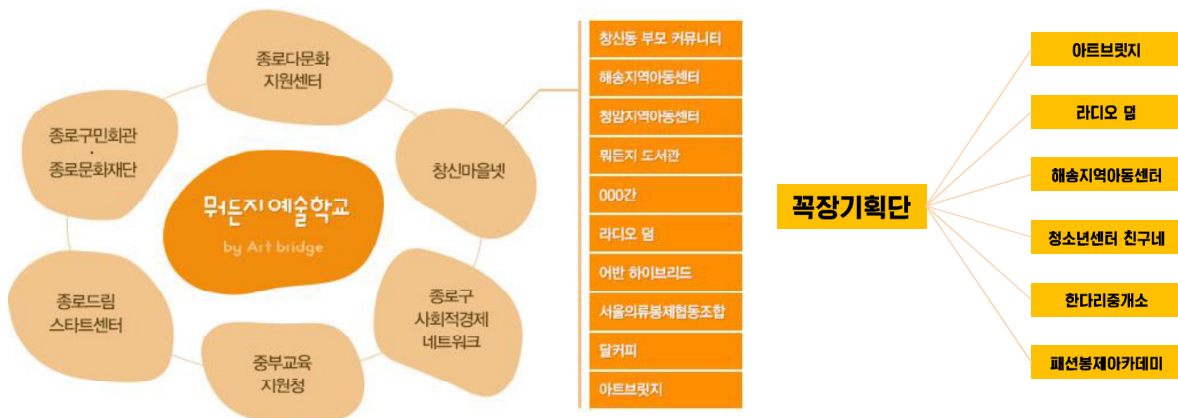 종로다문화
지원센터
종로구민회관
·
종로문화재단
창신마을넷
뭐든지예술학교
by Art bridge
종로드림
스타트센터
종로구
사회적경제
네트워크
중부교육
지원청
창신동 부모 커뮤니티
해송지역아동센터
청암지역아동센터
뭐든지 도서관
000간
라디오 덤
어반 하이브리드
서울의류봉제협동조합
달커피
아트브릿지
꼭장기획단
아트브릿지
라디오 덤
해송지역아동센터
청소년센터 친구네
한다리중개소
패션봉제아카데미